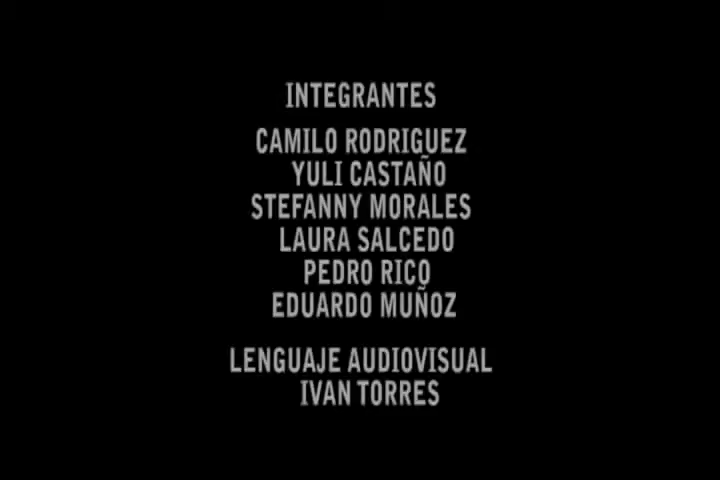 INTEGRANTES
CAMILO RODRIGUEZ
YULI CASTAÑO
STEFANNY MORALES
LAURA SALCEDO
PEDRO RICO
EDUARDO MUÑOZ
LENGUAJE AUDIOVISUAL
IVAN TORRES